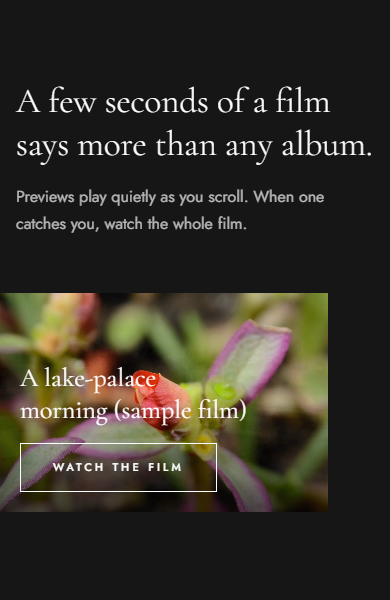 A few seconds of a film
says more than any album.
Previews play quietly as you scroll. When one
catches you, watch the whole film.
A lake-palace
morning (sample film)
WATCH THE FILM